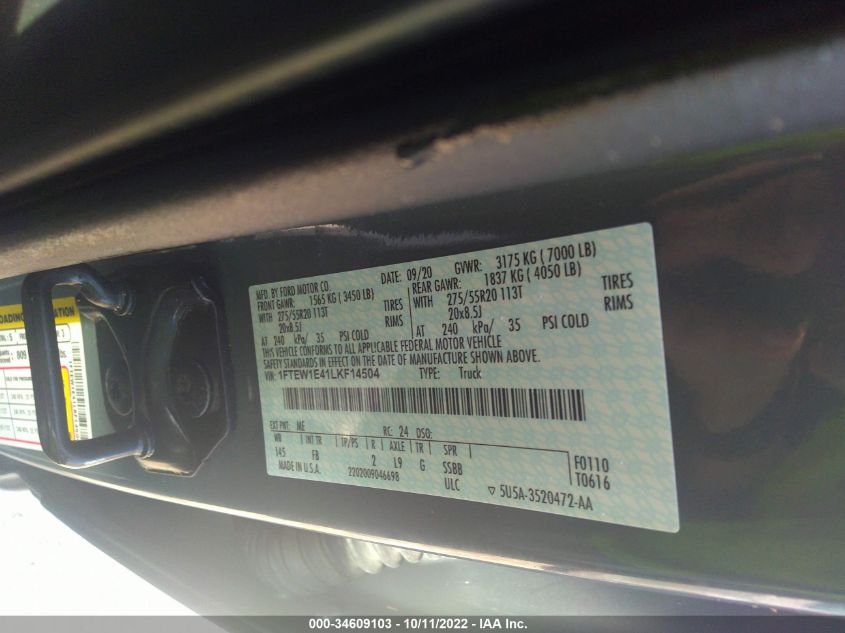 MFD. BY FORD MOTOR CO.
DATE: 09/20 GVWR: 3175 KG ( 7000 LB)
FRONT GAWR: 1565 KG ( 3450 LB)
REAR GAWR: 1837 KG ( 4050 LB)
WITH 275/55R20 113T TIRES
WITH 275/55R20 113T TIRES
20x8.5J RIMS
20x8.5J RIMS
AT 240 kPa/ 35 PSI COLD
AT 240 kPa/ 35 PSI COLD
THIS VEHICLE CONFORMS TO ALL APPLICABLE FEDERAL MOTOR VEHICLE
SAFETY STANDARDS IN EFFECT ON THE DATE OF MANUFACTURE SHOWN ABOVE.
VIN: 1FTEW1E41LKF14504 TYPE: Truck
EXT PNT: ME RC: 24 DSO:
WB INT TR TP/PS R AXLE TR SPR
145 FB 2 L9 G SSBB F0110
MADE IN U.S.A. 2202009046698 ULC T0616
▽ 5U5A-3520472-AA
LOADING
809
000-34609103 - 10/11/2022 - IAA Inc.